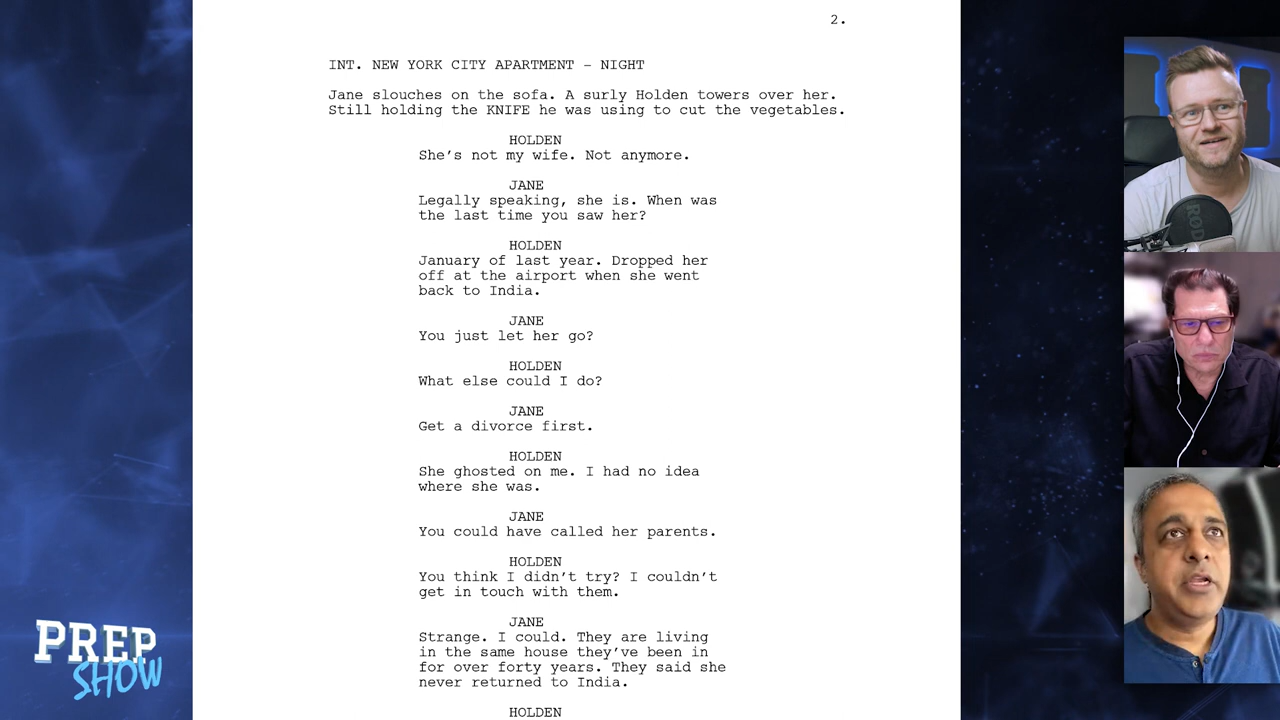 2.
INT. NEW YORK CITY APARTMENT – NIGHT
Jane slouches on the sofa. A surly Holden towers over her.
Still holding the KNIFE he was using to cut the vegetables.
HOLDEN
She’s not my wife. Not anymore.
JANE
Legally speaking, she is. When was
the last time you saw her?
HOLDEN
January of last year. Dropped her
off at the airport when she went
back to India.
JANE
You just let her go?
HOLDEN
What else could I do?
JANE
Get a divorce first.
HOLDEN
She ghosted on me. I had no idea
where she was.
JANE
You could have called her parents.
HOLDEN
You think I didn’t try? I couldn’t
get in touch with them.
JANE
Strange. I could. They are living
in the same house they’ve been in
for over forty years. They said she
never returned to India.
HOLDEN
PREP
SHOW
RØDE